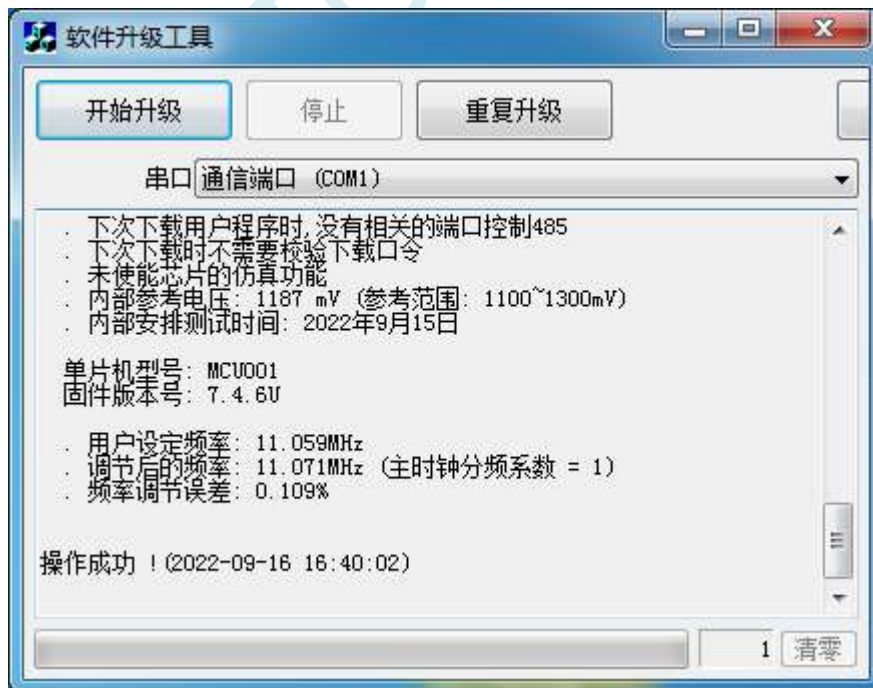 软件升级工具
开始升级 停止 重复升级
串口 通信端口 (COM1)
. 下次下载用户程序时,没有相关的端口控制485
. 下次下载时不需要校验下载口令
. 未使能芯片的仿真功能
. 内部参考电压: 1187 mV (参考范围: 1100~1300mV)
. 内部安排测试时间: 2022年9月15日
单片机型号: MCU001
固件版本号: 7.4.6U
. 用户设定频率: 11.059MHz
. 调节后的频率: 11.071MHz (主时钟分频系数 = 1)
. 频率调节误差: 0.109%
操作成功 !(2022-09-16 16:40:02)
1 清零